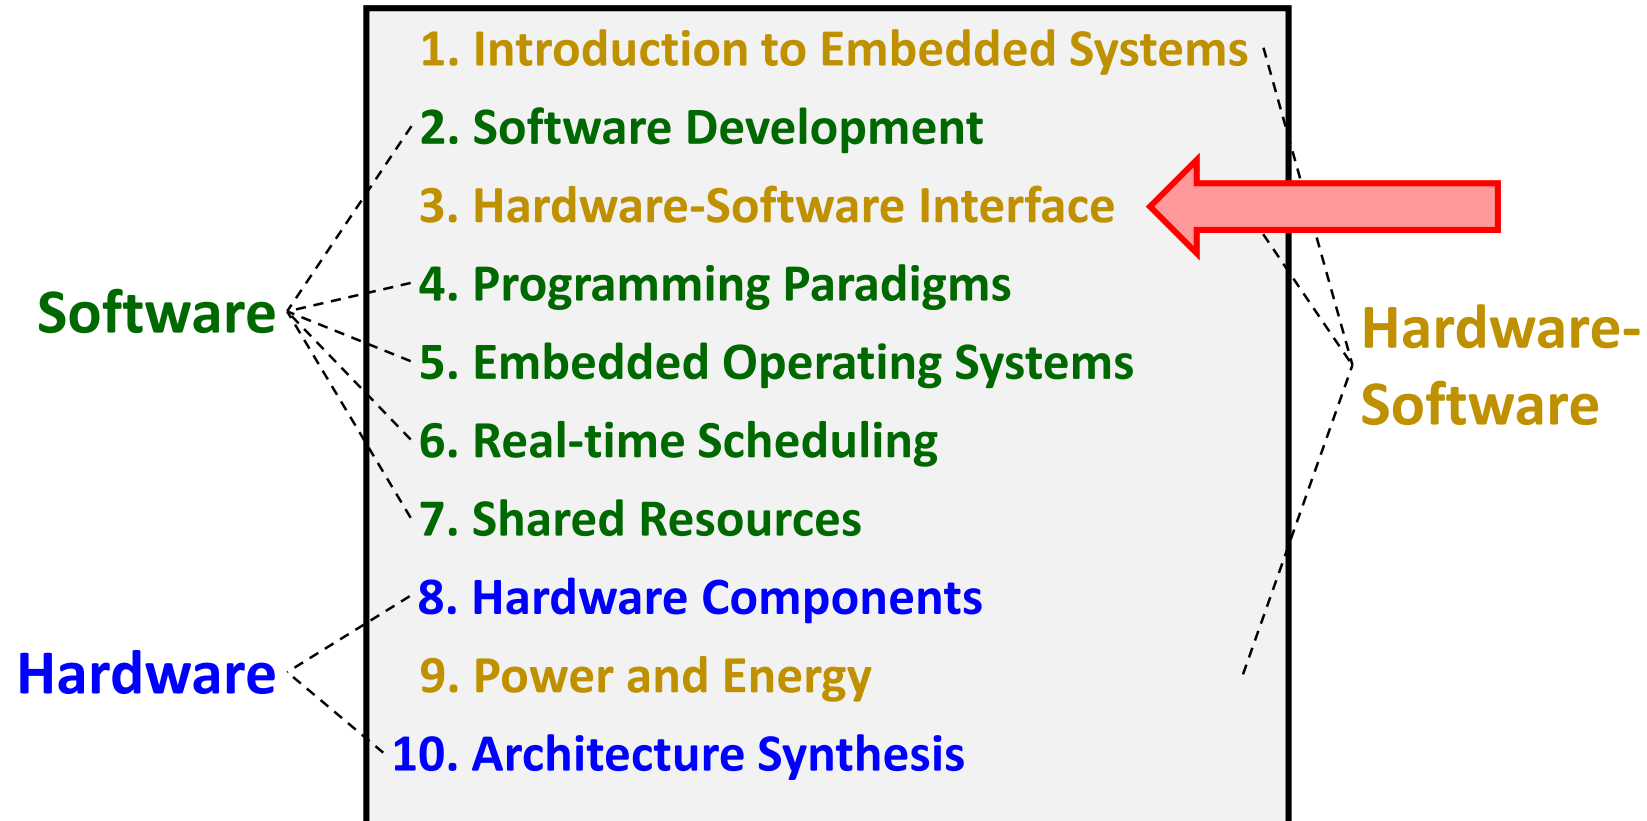 1. Introduction to Embedded Systems
2. Software Development
3. Hardware-Software Interface
4. Programming Paradigms
5. Embedded Operating Systems
6. Real-time Scheduling
7. Shared Resources
8. Hardware Components
9. Power and Energy
10. Architecture Synthesis
Software
Hardware
Hardware-
Software